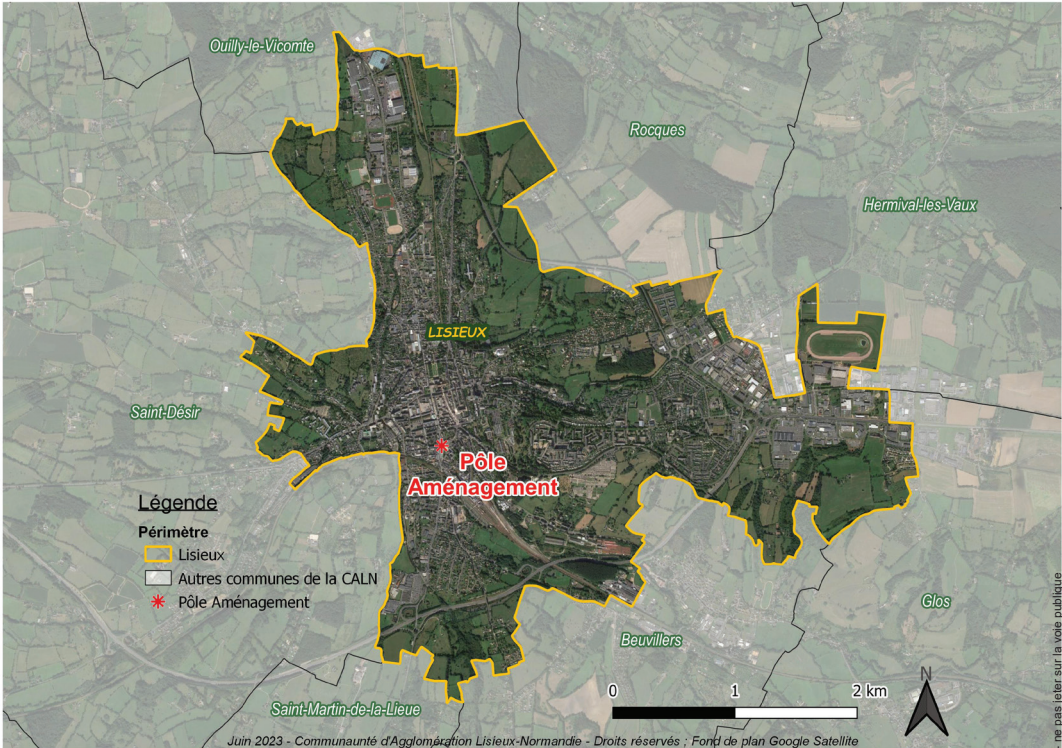 Ouilly-le-Vicomte
Rocques
Hermival-les-Vaux
LISIEUX
Saint-Désir
Pôle
Aménagement
Légende
Périmètre
Lisieux
Autres communes de la CALN
Pôle Aménagement
Glos
Beuvillers
Saint-Martin-de-la-Lieue
0 1 2 km
N
Juin 2023 - Communaunté d'Agglomération Lisieux-Normandie - Droits réservés ; Fond de plan Google Satellite
ne pas jeter sur la voie publique